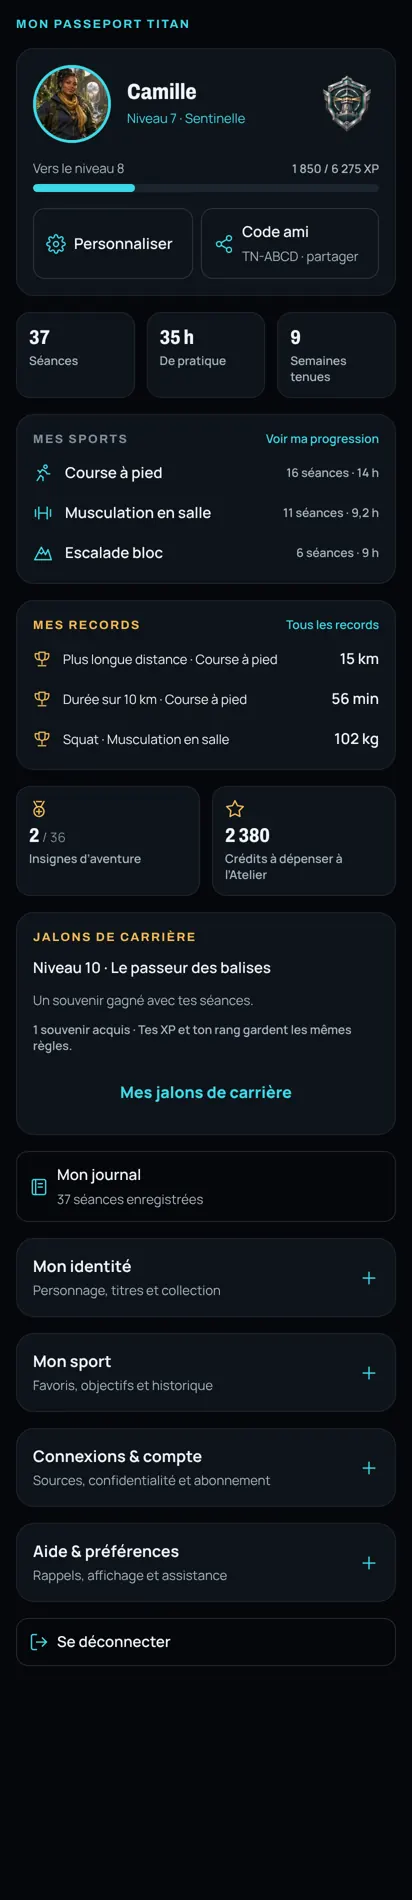 MON PASSEPORT TITAN
Camille
Niveau 7 · Sentinelle
Vers le niveau 8
1 850 / 6 275 XP
Personnaliser
Code ami
TN-ABCD · partager
37
Séances
35 h
De pratique
9
Semaines
tenues
MES SPORTS
Voir ma progression
Course à pied
16 séances · 14 h
Musculation en salle
11 séances · 9,2 h
Escalade bloc
6 séances · 9 h
MES RECORDS
Tous les records
Plus longue distance · Course à pied
15 km
Durée sur 10 km · Course à pied
56 min
Squat · Musculation en salle
102 kg
2 / 36
Insignes d'aventure
2 380
Crédits à dépenser à
l'Atelier
JALONS DE CARRIÈRE
Niveau 10 · Le passeur des balises
Un souvenir gagné avec tes séances.
1 souvenir acquis · Tes XP et ton rang gardent les mêmes
règles.
Mes jalons de carrière
Mon journal
37 séances enregistrées
Mon identité
Personnage, titres et collection
Mon sport
Favoris, objectifs et historique
Connexions & compte
Sources, confidentialité et abonnement
Aide & préférences
Rappels, affichage et assistance
Se déconnecter